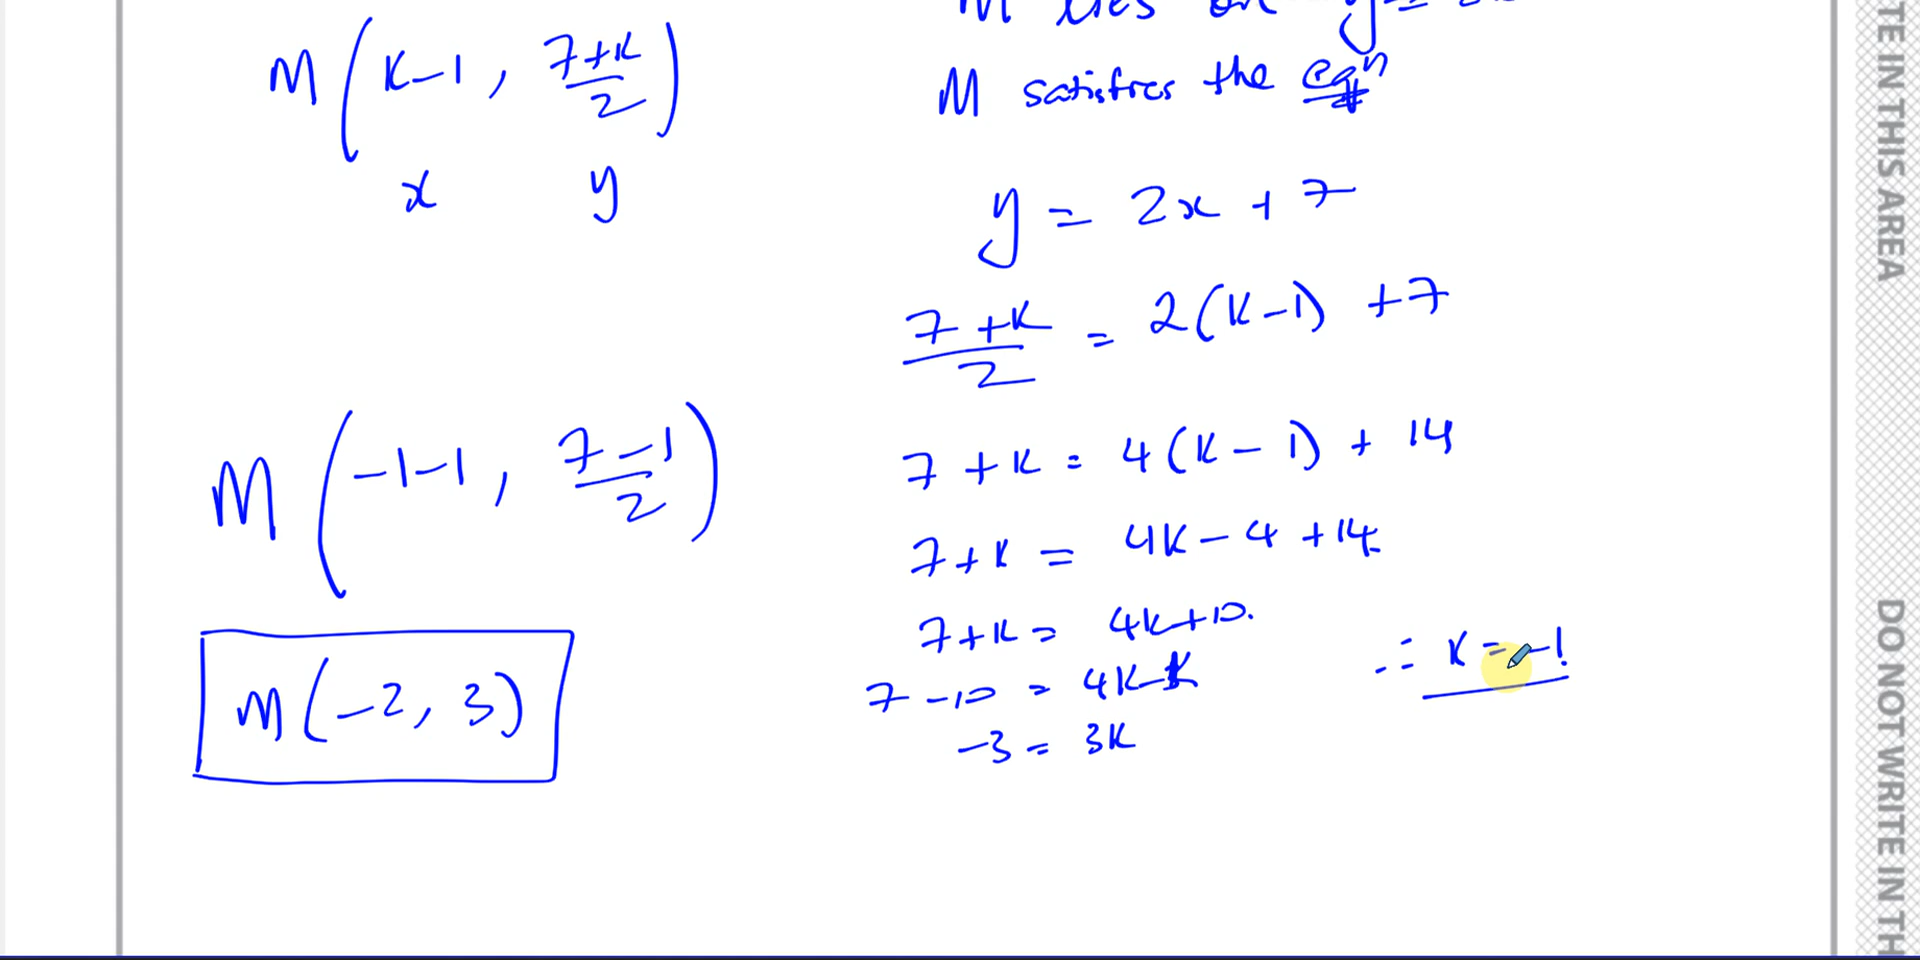 M lies on y =
M (k-1, (7+k)/2)
x y
M satisfies the eqn
y = 2x + 7
(7+k)/2 = 2(k-1) + 7
7 + k = 4(k - 1) + 14
7 + k = 4k - 4 + 14
7 + k = 4k + 10.
7 - 10 = 4k - k
-3 = 3k
∴ k = -1
M (-1-1, (7-1)/2)
M(-2, 3)
TE IN THIS AREA
DO NOT WRITE IN TH